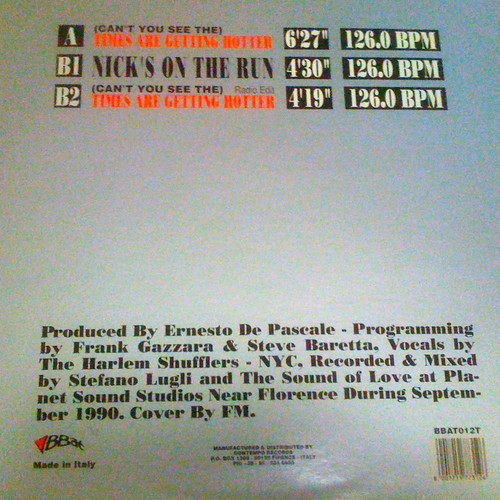 A (CAN'T YOU SEE THE) TIMES ARE GETTING HOTTER 6'27" 126.0 BPM
B1 NICK'S ON THE RUN 4'30" 126.0 BPM
B2 (CAN'T YOU SEE THE) Radio Edit TIMES ARE GETTING HOTTER 4'19" 126.0 BPM
Produced By Ernesto De Pascale - Programming
by Frank Gazzara & Steve Baretta, Vocals by
The Harlem Shufflers - NYC, Recorded & Mixed
by Stefano Lugli and The Sound of Love at Pla-
net Sound Studios Near Florence During Septem-
ber 1990. Cover By FM.
BBAT012T
BBat
Made in Italy
MANUFACTURED & DISTRIBUTED BY
CONTEMPO RECORDS
P.O. BOX
FIRENZE - ITALY